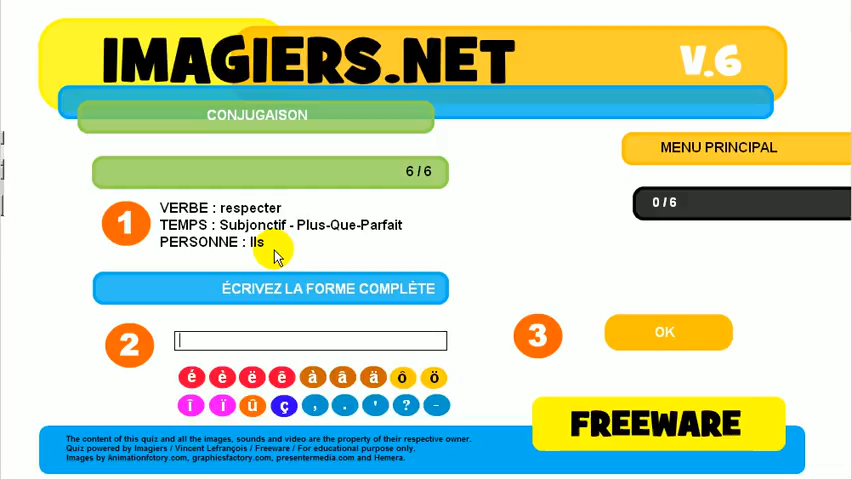 IMAGIERS.NET
V.6
CONJUGAISON
MENU PRINCIPAL
6 / 6
0 / 6
1
VERBE : respecter
TEMPS : Subjonctif - Plus-Que-Parfait
PERSONNE : Ils
ÉCRIVEZ LA FORME COMPLÈTE
2
3
OK
é è ë ê à â ä ô ö
î ï û ç , . ' ? -
FREEWARE
The content of this quiz and all the images, sounds and video are the property of their respective owner.
Quiz powered by Imagiers / Vincent Lefrançois / Freeware / For educational purpose only.
Images by Animationfctory.com, graphicsfactory.com, presentermedia.com and Hemera.